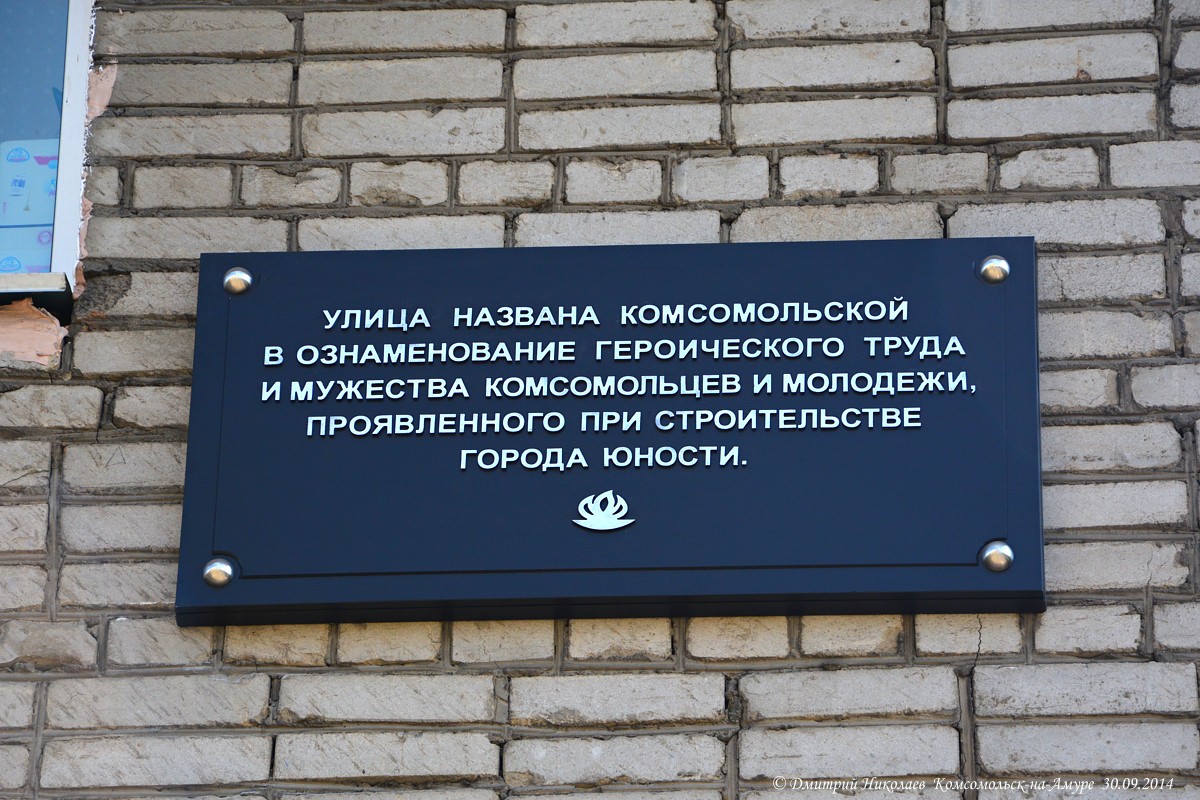 УЛИЦА НАЗВАНА КОМСОМОЛЬСКОЙ
В ОЗНАМЕНОВАНИЕ ГЕРОИЧЕСКОГО ТРУДА
И МУЖЕСТВА КОМСОМОЛЬЦЕВ И МОЛОДЕЖИ,
ПРОЯВЛЕННОГО ПРИ СТРОИТЕЛЬСТВЕ
ГОРОДА ЮНОСТИ.
© Дмитрий Николаев Комсомольск-на-Амуре 30.09.2014